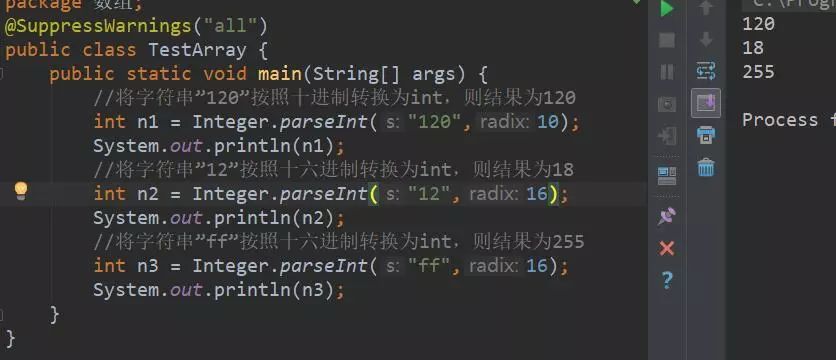 package 数组;
@SuppressWarnings("all")
public class TestArray {
public static void main(String[] args) {
//将字符串”120”按照十进制转换为int，则结果为120
int n1 = Integer.parseInt( s: "120", radix: 10);
System.out.println(n1);
//将字符串”12”按照十六进制转换为int，则结果为18
int n2 = Integer.parseInt( s: "12", radix: 16);
System.out.println(n2);
//将字符串”ff”按照十六进制转换为int，则结果为255
int n3 = Integer.parseInt( s: "ff", radix: 16);
System.out.println(n3);
}
}
120
18
255
Process f